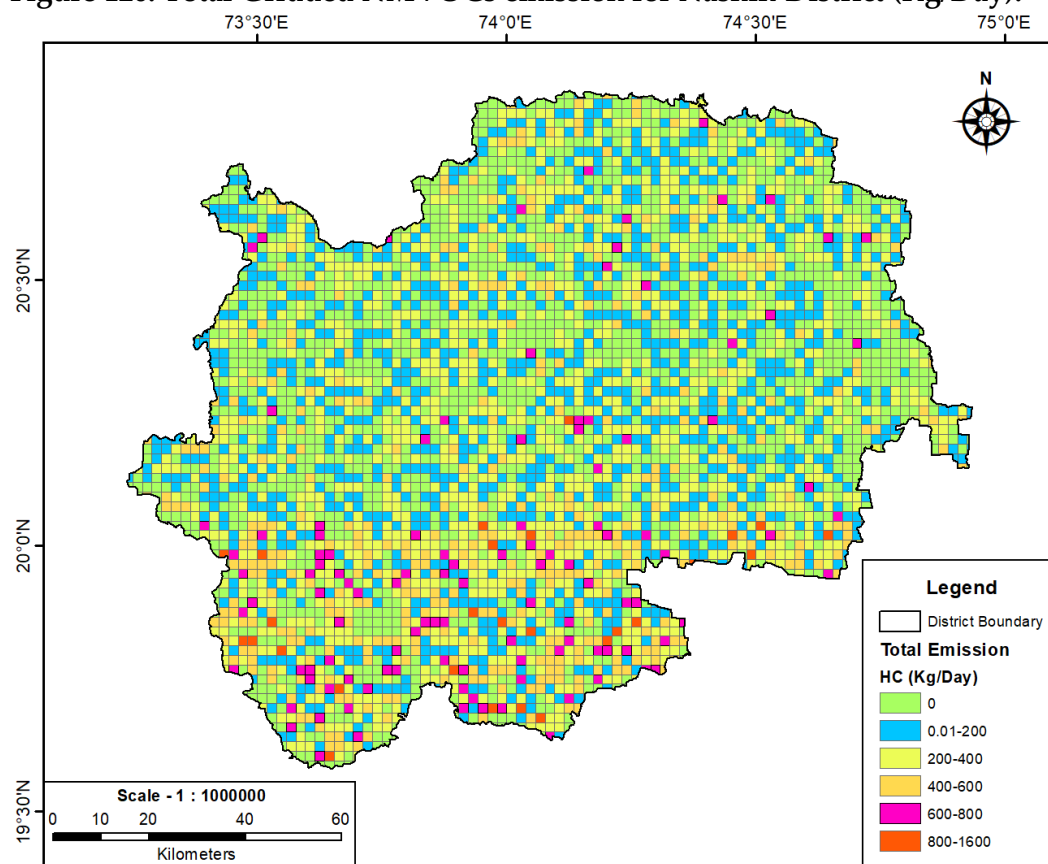 73°30'E 74°0'E 74°30'E 75°0'E
N
20°30'N
20°0'N
19°30'N
Legend
District Boundary
Total Emission
HC (Kg/Day)
0
0.01-200
200-400
400-600
600-800
800-1600
Scale - 1 : 1000000
0 10 20 40 60
Kilometers